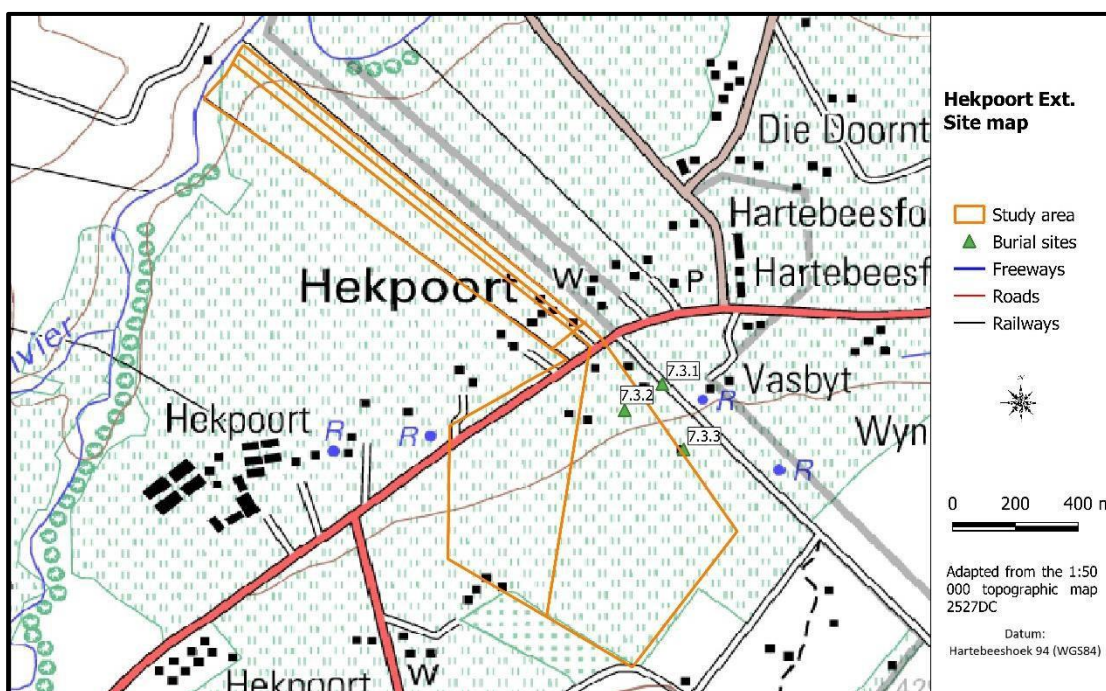 Hekpoort Ext.
Site map
Study area
Burial sites
Freeways
Roads
Railways
N
0 200 400 m
Adapted from the 1:50
000 topographic map
2527DC
Datum:
Hartebeeshoek 94 (WGS84)
Die Doornt
Hartebeesfo
Hartebeesf
Hekpoort
W
P
7.3.1
7.3.2
7.3.3
Vasbyt
R
Wyn
R
ivier
Hekpoort
R
R
W
Hekpoort